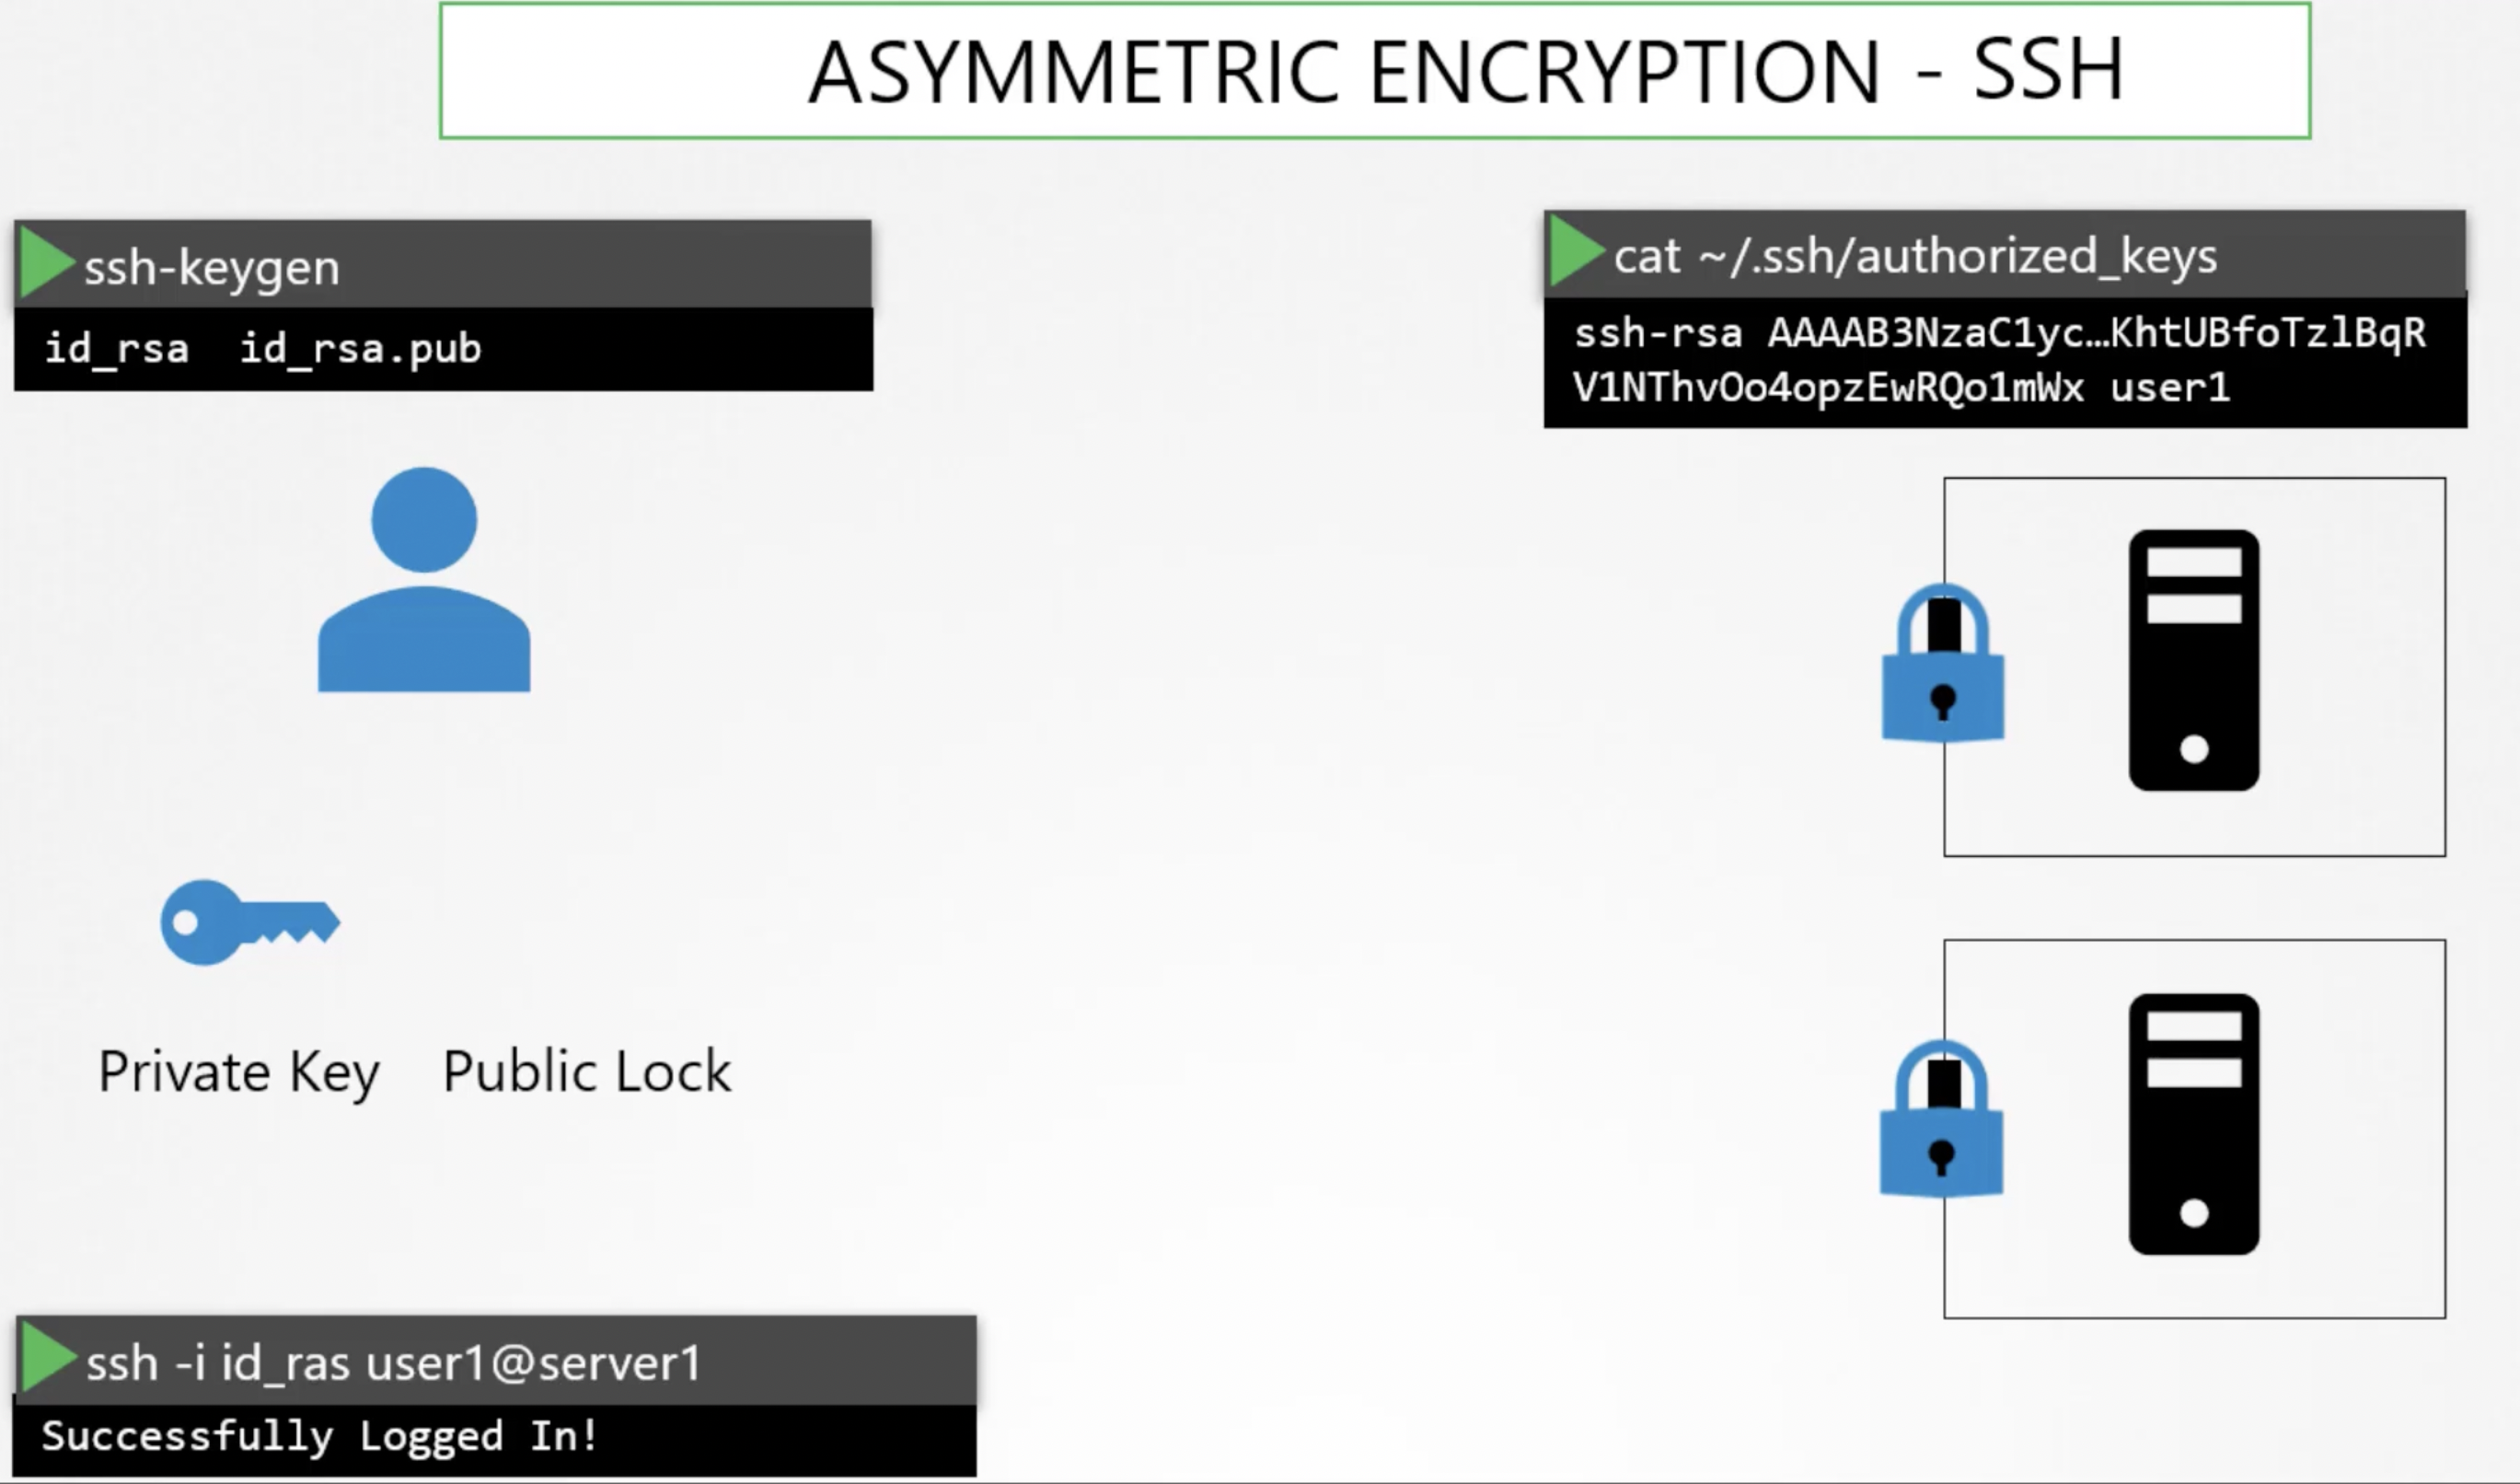 ASYMMETRIC ENCRYPTION - SSH
ssh-keygen
id_rsa id_rsa.pub
cat ~/.ssh/authorized_keys
ssh-rsa AAAAB3NzaC1yc…KhtUBfoTzlBqR
V1NThvOo4opzEwRQo1mWx user1
Private Key Public Lock
ssh -i id_ras user1@server1
Successfully Logged In!